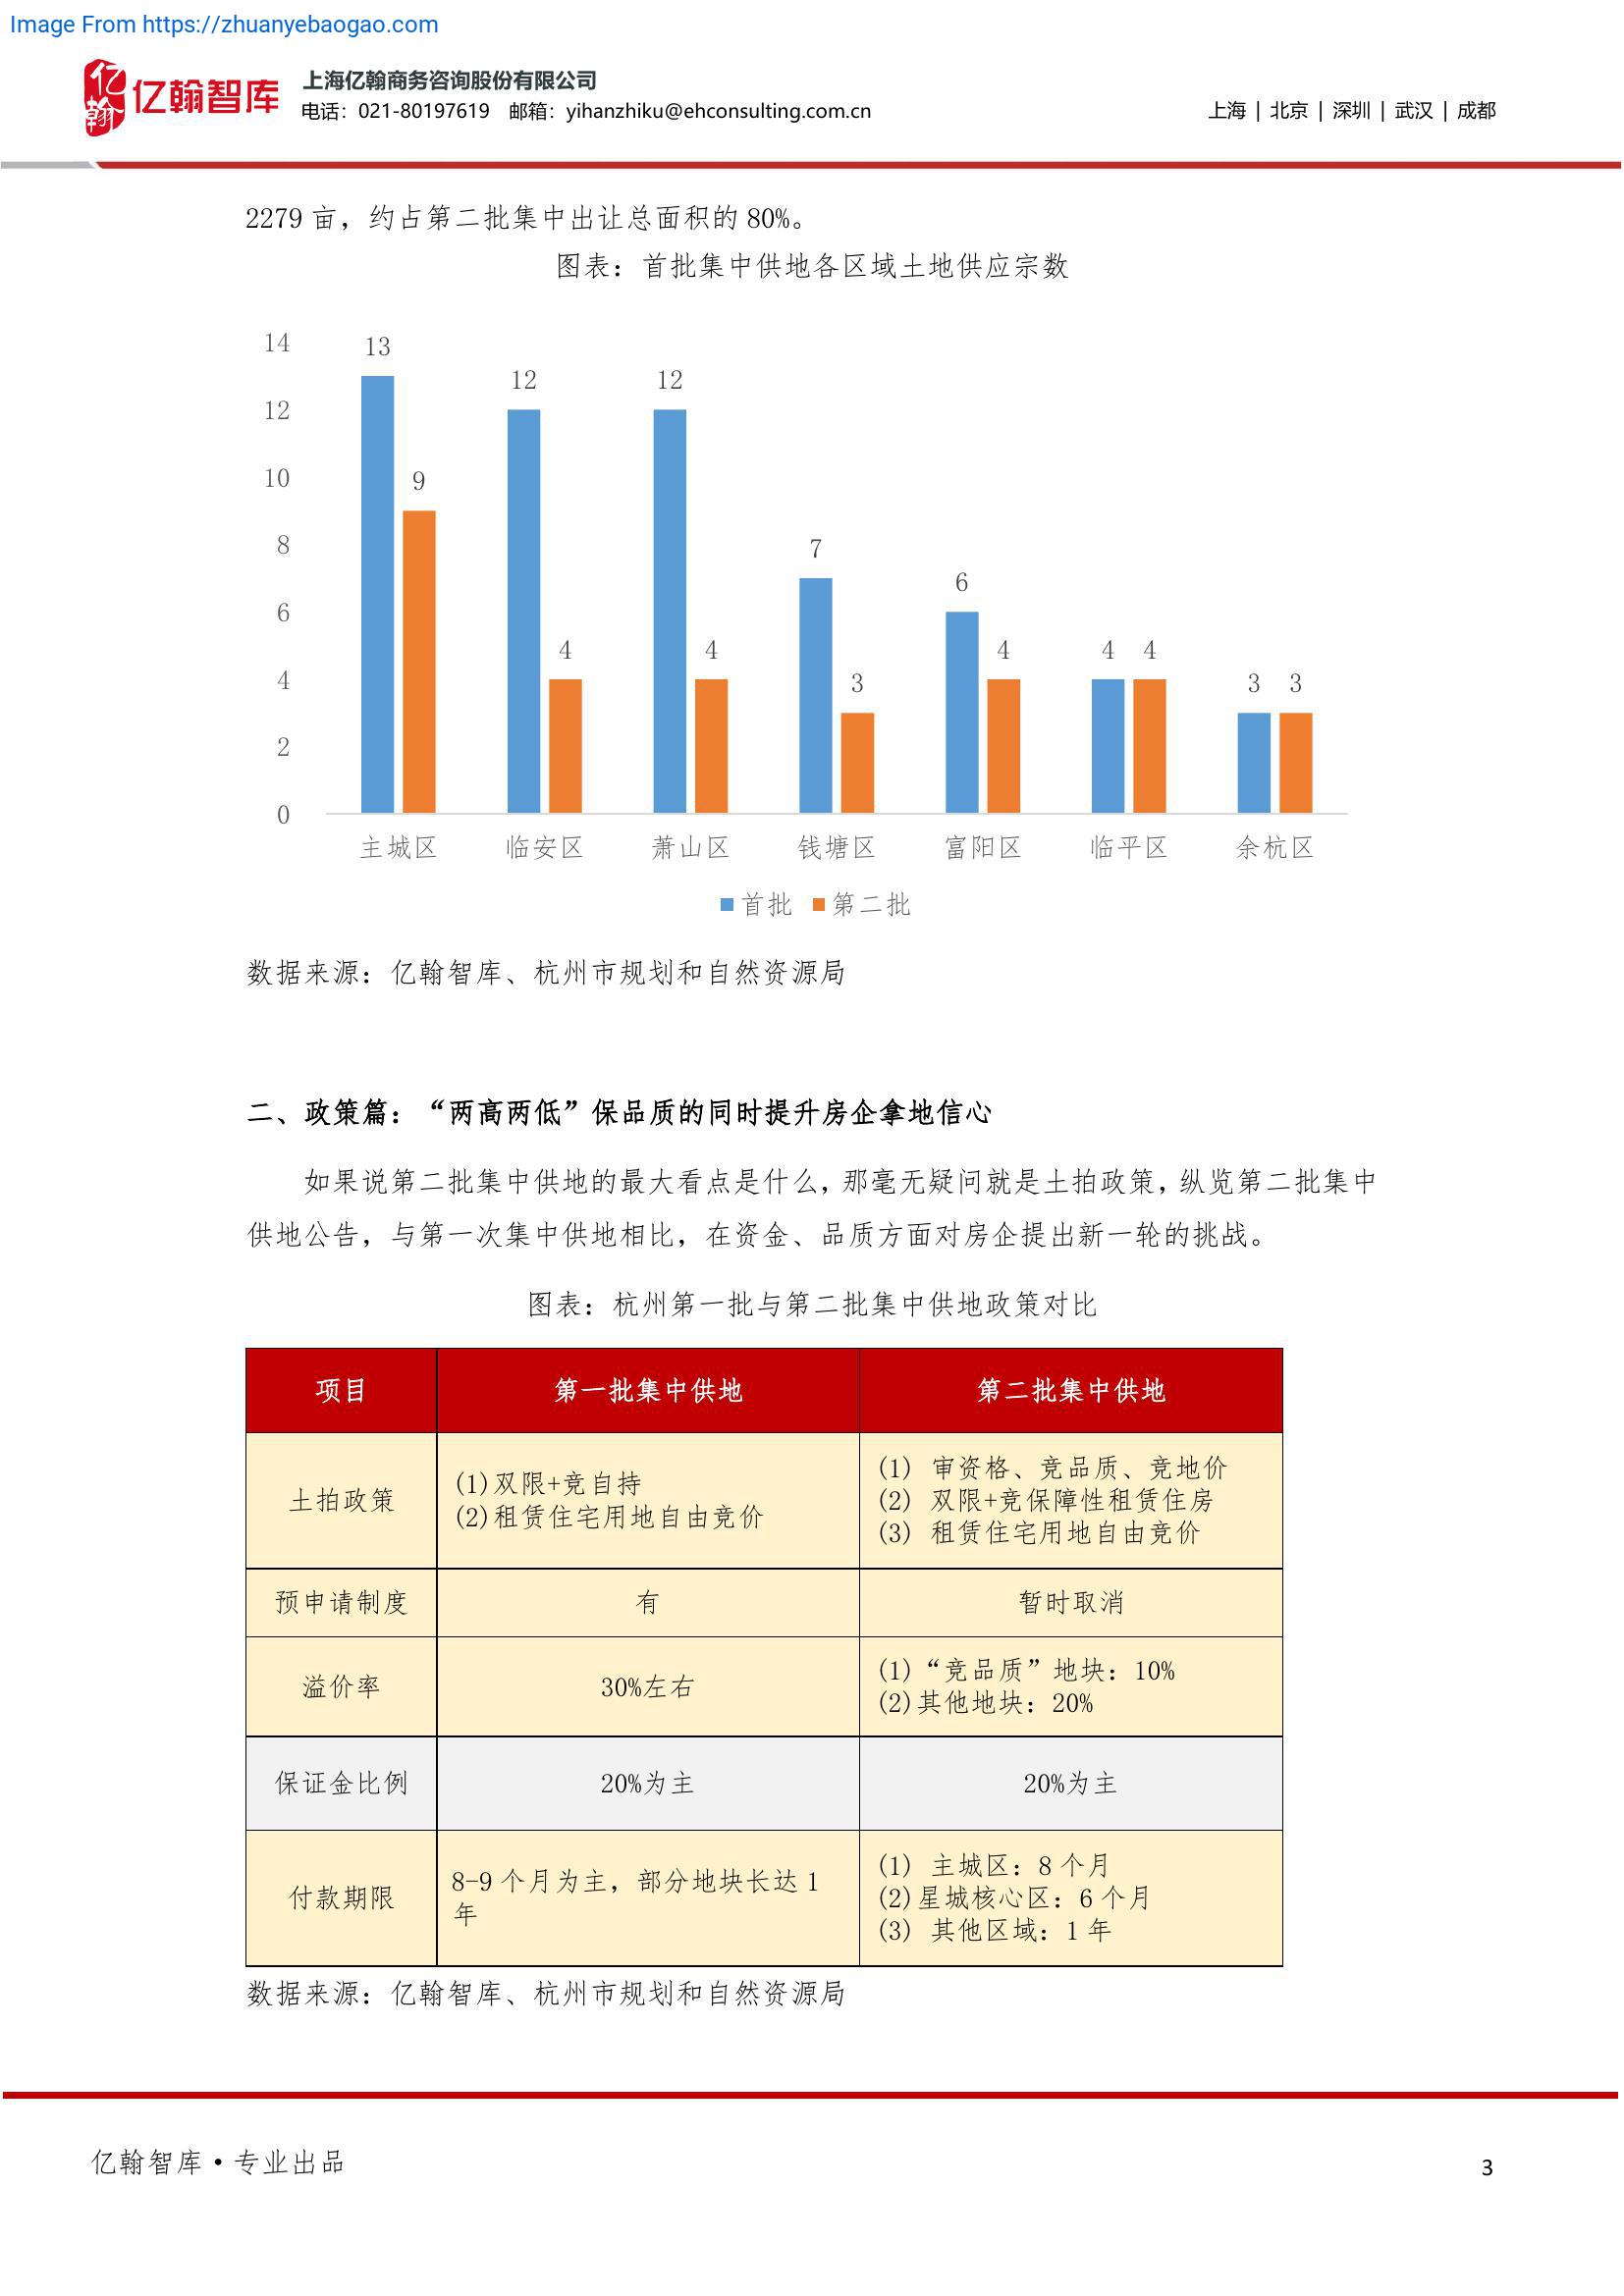 Image From https://zhuanyebaogao.com
亿翰
亿翰智库
上海亿翰商务咨询股份有限公司
电话：021-80197619 邮箱：yihanzhiku@ehconsulting.com.cn
上海 | 北京 | 深圳 | 武汉 | 成都
2279 亩，约占第二批集中出让总面积的 80%。
图表：首批集中供地各区域土地供应宗数
14
12
10
8
6
4
2
0
13 9
12 4
12 4
7 3
6 4
4 4
3 3
主城区 临安区 萧山区 钱塘区 富阳区 临平区 余杭区
首批 第二批
数据来源：亿翰智库、杭州市规划和自然资源局
二、政策篇：“两高两低”保品质的同时提升房企拿地信心
如果说第二批集中供地的最大看点是什么，那毫无疑问就是土拍政策，纵览第二批集中
供地公告，与第一次集中供地相比，在资金、品质方面对房企提出新一轮的挑战。
图表：杭州第一批与第二批集中供地政策对比
项目 第一批集中供地 第二批集中供地
土拍政策
(1)双限+竞自持
(2)租赁住宅用地自由竞价
(1) 审资格、竞品质、竞地价
(2) 双限+竞保障性租赁住房
(3) 租赁住宅用地自由竞价
预申请制度 有 暂时取消
溢价率
30%左右
(1)“竞品质”地块：10%
(2)其他地块：20%
保证金比例 20%为主 20%为主
付款期限
8-9 个月为主，部分地块长达 1
年
(1) 主城区：8 个月
(2)星城核心区：6 个月
(3) 其他区域：1 年
数据来源：亿翰智库、杭州市规划和自然资源局
亿翰智库•专业出品
3